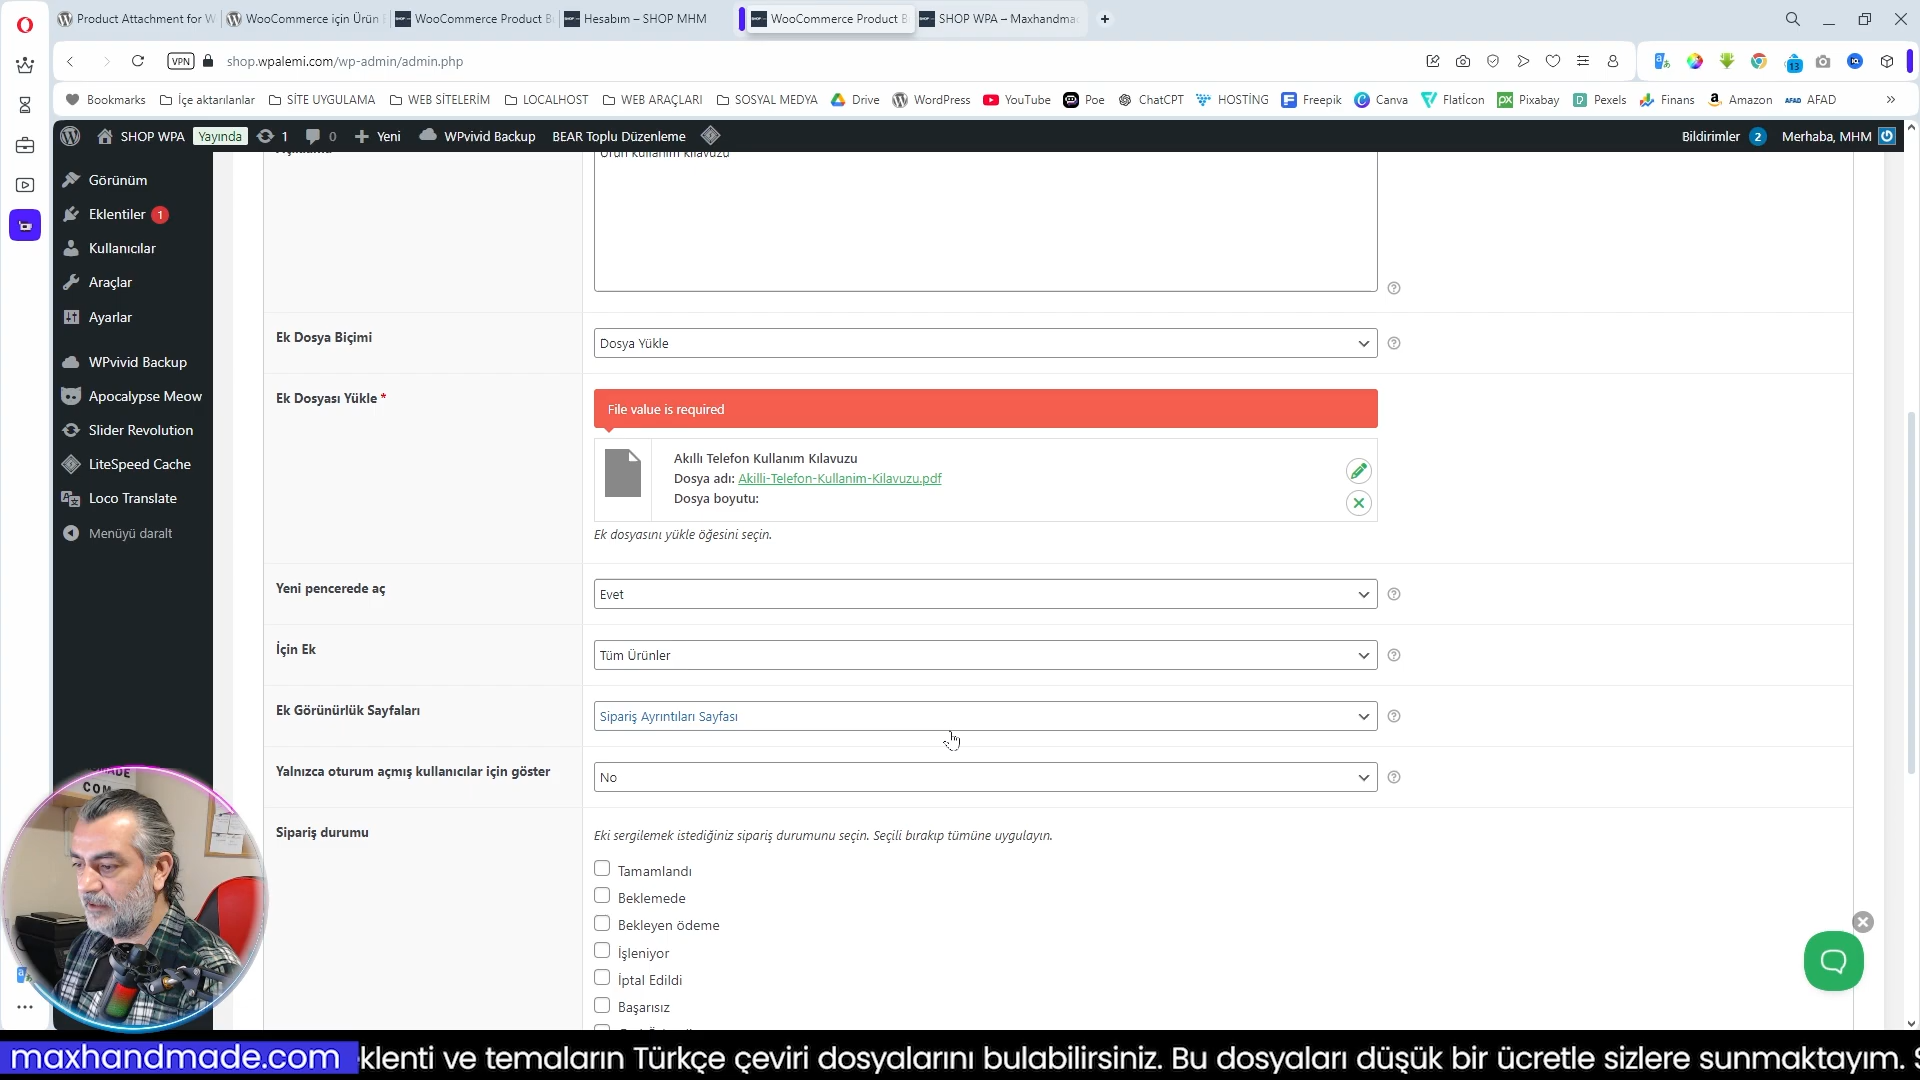 Product Attachment for W
WooCommerce için Ürün
WooCommerce Product B
Hesabım – SHOP MHM
WooCommerce Product B
SHOP WPA – Maxhandma
VPN
shop.wpalemi.com/wp-admin/admin.php
13
Bookmarks
İçe aktarılanlar
SİTE UYGULAMA
WEB SİTELERİM
LOCALHOST
WEB ARAÇLARI
SOSYAL MEDYA
Drive
WordPress
YouTube
Poe
ChatCPT
HOSTİNG
Freepik
Canva
Flatİcon
Pixabay
Pexels
Finans
Amazon
AFAD
SHOP WPA
Yayında
1
0
Yeni
WPvivid Backup
BEAR Toplu Düzenleme
Bildirimler 2
Merhaba, MHM
Görünüm
Eklentiler 1
Kullanıcılar
Araçlar
Ayarlar
WPvivid Backup
Apocalypse Meow
Slider Revolution
LiteSpeed Cache
Loco Translate
Menüyü daralt
Ürün kullanım kılavuzu
Ek Dosya Biçimi
Dosya Yükle
Ek Dosyası Yükle *
File value is required
Akıllı Telefon Kullanım Kılavuzu
Dosya adı: Akilli-Telefon-Kullanim-Kilavuzu.pdf
Dosya boyutu:
Ek dosyasını yükle öğesini seçin.
Yeni pencerede aç
Evet
İçin Ek
Tüm Ürünler
Ek Görünürlük Sayfaları
Sipariş Ayrıntıları Sayfası
Yalnızca oturum açmış kullanıcılar için göster
No
Sipariş durumu
Eki sergilemek istediğiniz sipariş durumunu seçin. Seçili bırakıp tümüne uygulayın.
Tamamlandı
Beklemede
Bekleyen ödeme
İşleniyor
İptal Edildi
Başarısız
maxhandmade.com
eklenti ve temaların Türkçe çeviri dosyalarını bulabilirsiniz. Bu dosyaları düşük bir ücretle sizlere sunmaktayım. S